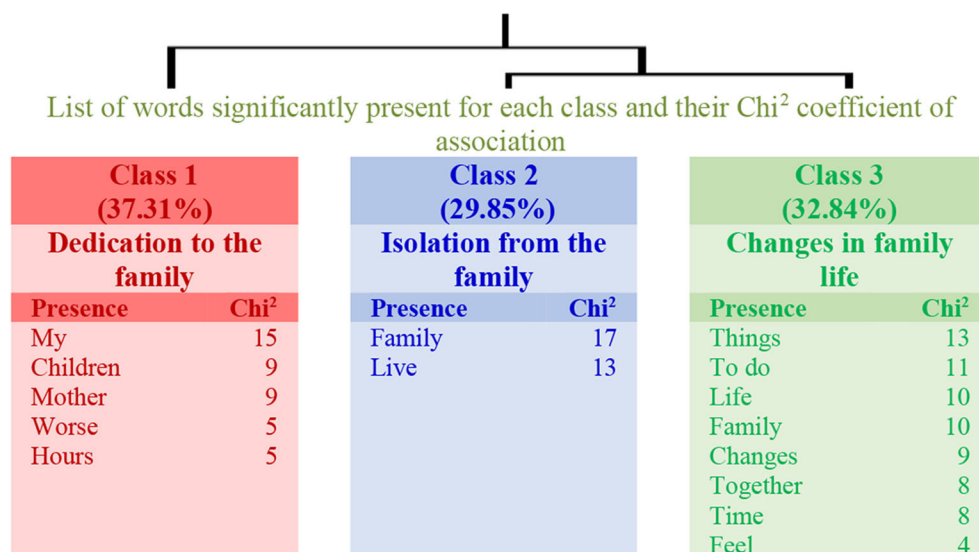 List of words significantly present for each class and their Chi² coefficient of
association
Class 1
(37.31%)
Dedication to the
family
Presence Chi²
My 15
Children 9
Mother 9
Worse 5
Hours 5
Class 2
(29.85%)
Isolation from the
family
Presence Chi²
Family 17
Live 13
Class 3
(32.84%)
Changes in family
life
Presence Chi²
Things 13
To do 11
Life 10
Family 10
Changes 9
Together 8
Time 8
Feel 4